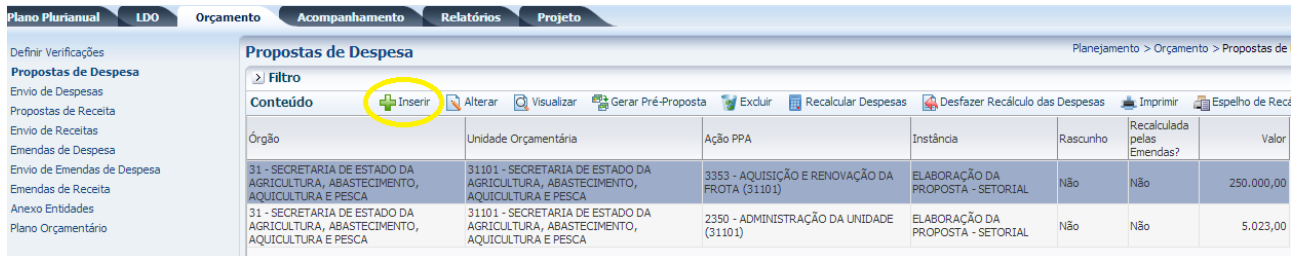 Plano Plurianual LDO Orçamento Acompanhamento Relatórios Projeto
Definir Verificações
Propostas de Despesa
Envio de Despesas
Propostas de Receita
Envio de Receitas
Emendas de Despesa
Envio de Emendas de Despesa
Emendas de Receita
Anexo Entidades
Plano Orçamentário
Propostas de Despesa Planejamento > Orçamento > Propostas de
Filtro
Conteúdo Inserir Alterar Visualizar Gerar Pré-Proposta Excluir Recalcular Despesas Desfazer Recálculo das Despesas Imprimir Espelho de Recá
Órgão Unidade Orçamentária Ação PPA Instância Rascunho Recalculada pelas Emendas? Valor
31 - SECRETARIA DE ESTADO DA AGRICULTURA, ABASTECIMENTO, AQUICULTURA E PESCA 31101 - SECRETARIA DE ESTADO DA AGRICULTURA, ABASTECIMENTO, AQUICULTURA E PESCA 3353 - AQUISIÇÃO E RENOVAÇÃO DA FROTA (31101) ELABORAÇÃO DA PROPOSTA - SETORIAL Não Não 250.000,00
31 - SECRETARIA DE ESTADO DA AGRICULTURA, ABASTECIMENTO, AQUICULTURA E PESCA 31101 - SECRETARIA DE ESTADO DA AGRICULTURA, ABASTECIMENTO, AQUICULTURA E PESCA 2350 - ADMINISTRAÇÃO DA UNIDADE (31101) ELABORAÇÃO DA PROPOSTA - SETORIAL Não Não 5.023,00